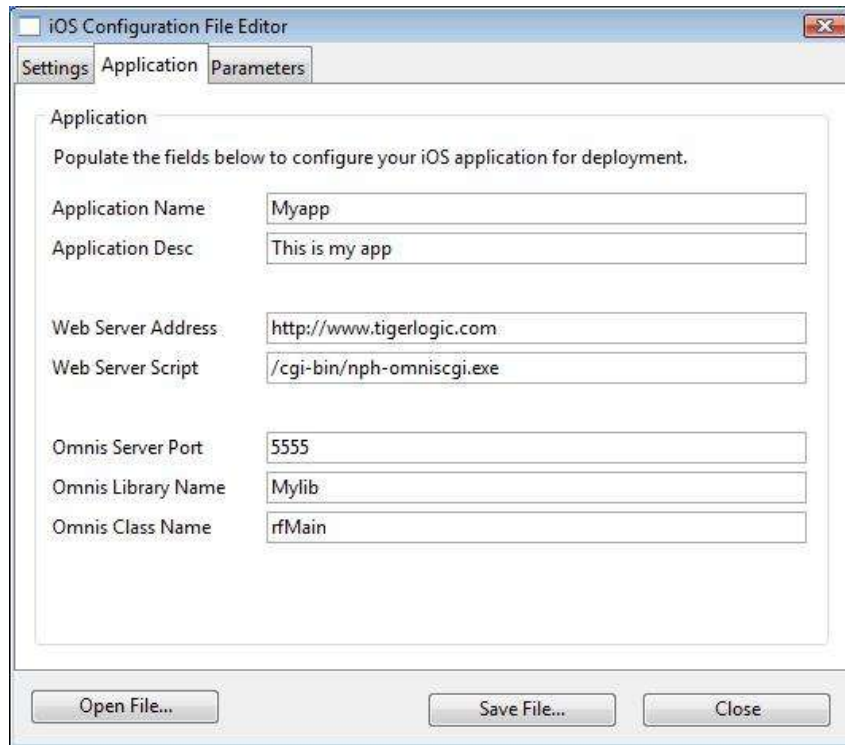 iOS Configuration File Editor
Settings Application Parameters
Application
Populate the fields below to configure your iOS application for deployment.
Application Name Myapp
Application Desc This is my app
Web Server Address http://www.tigerlogic.com
Web Server Script /cgi-bin/nph-omniscgi.exe
Omnis Server Port 5555
Omnis Library Name Mylib
Omnis Class Name rfMain
Open File... Save File... Close